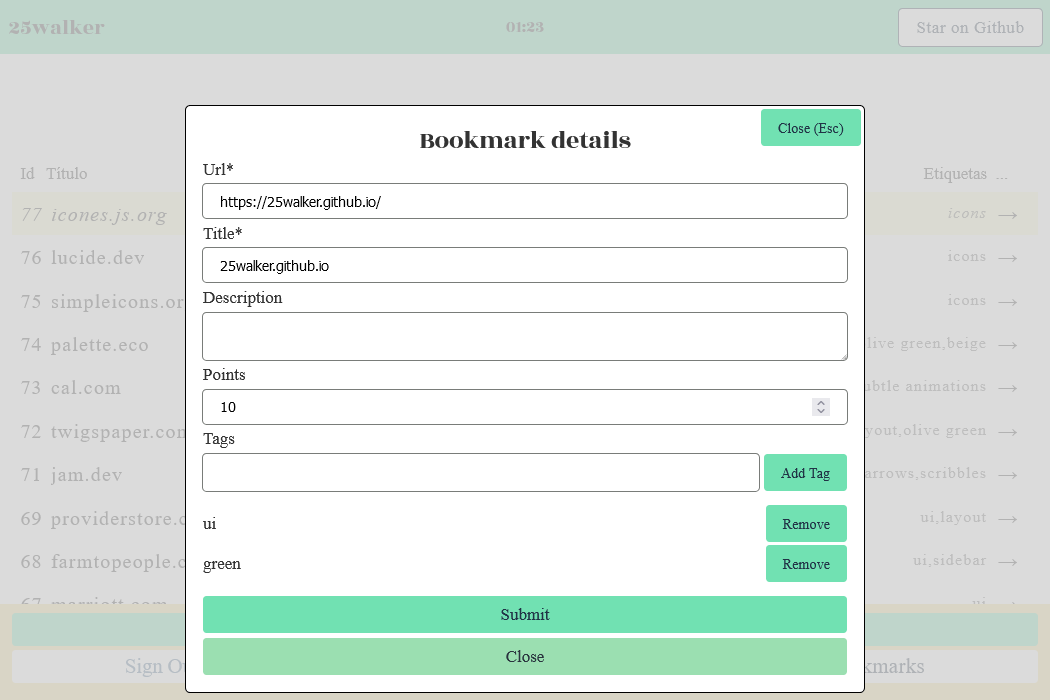 25walker 01:23 Star on Github
Bookmark details Close (Esc)
Url*
https://25walker.github.io/
Title*
25walker.github.io
Description
Points
10
Tags
Add Tag
ui Remove
green Remove
Submit
Close
Id Título Etiquetas ...
77 icones.js.org icons →
76 lucide.dev icons →
75 simpleicons.or icons →
74 palette.eco olive green,beige →
73 cal.com animations →
72 twigspaper.com olive green →
71 jam.dev arrows,scribbles →
69 providerstore.c ui,layout →
68 farmtopeople.c ui,sidebar →
67 marriott.com
Sign